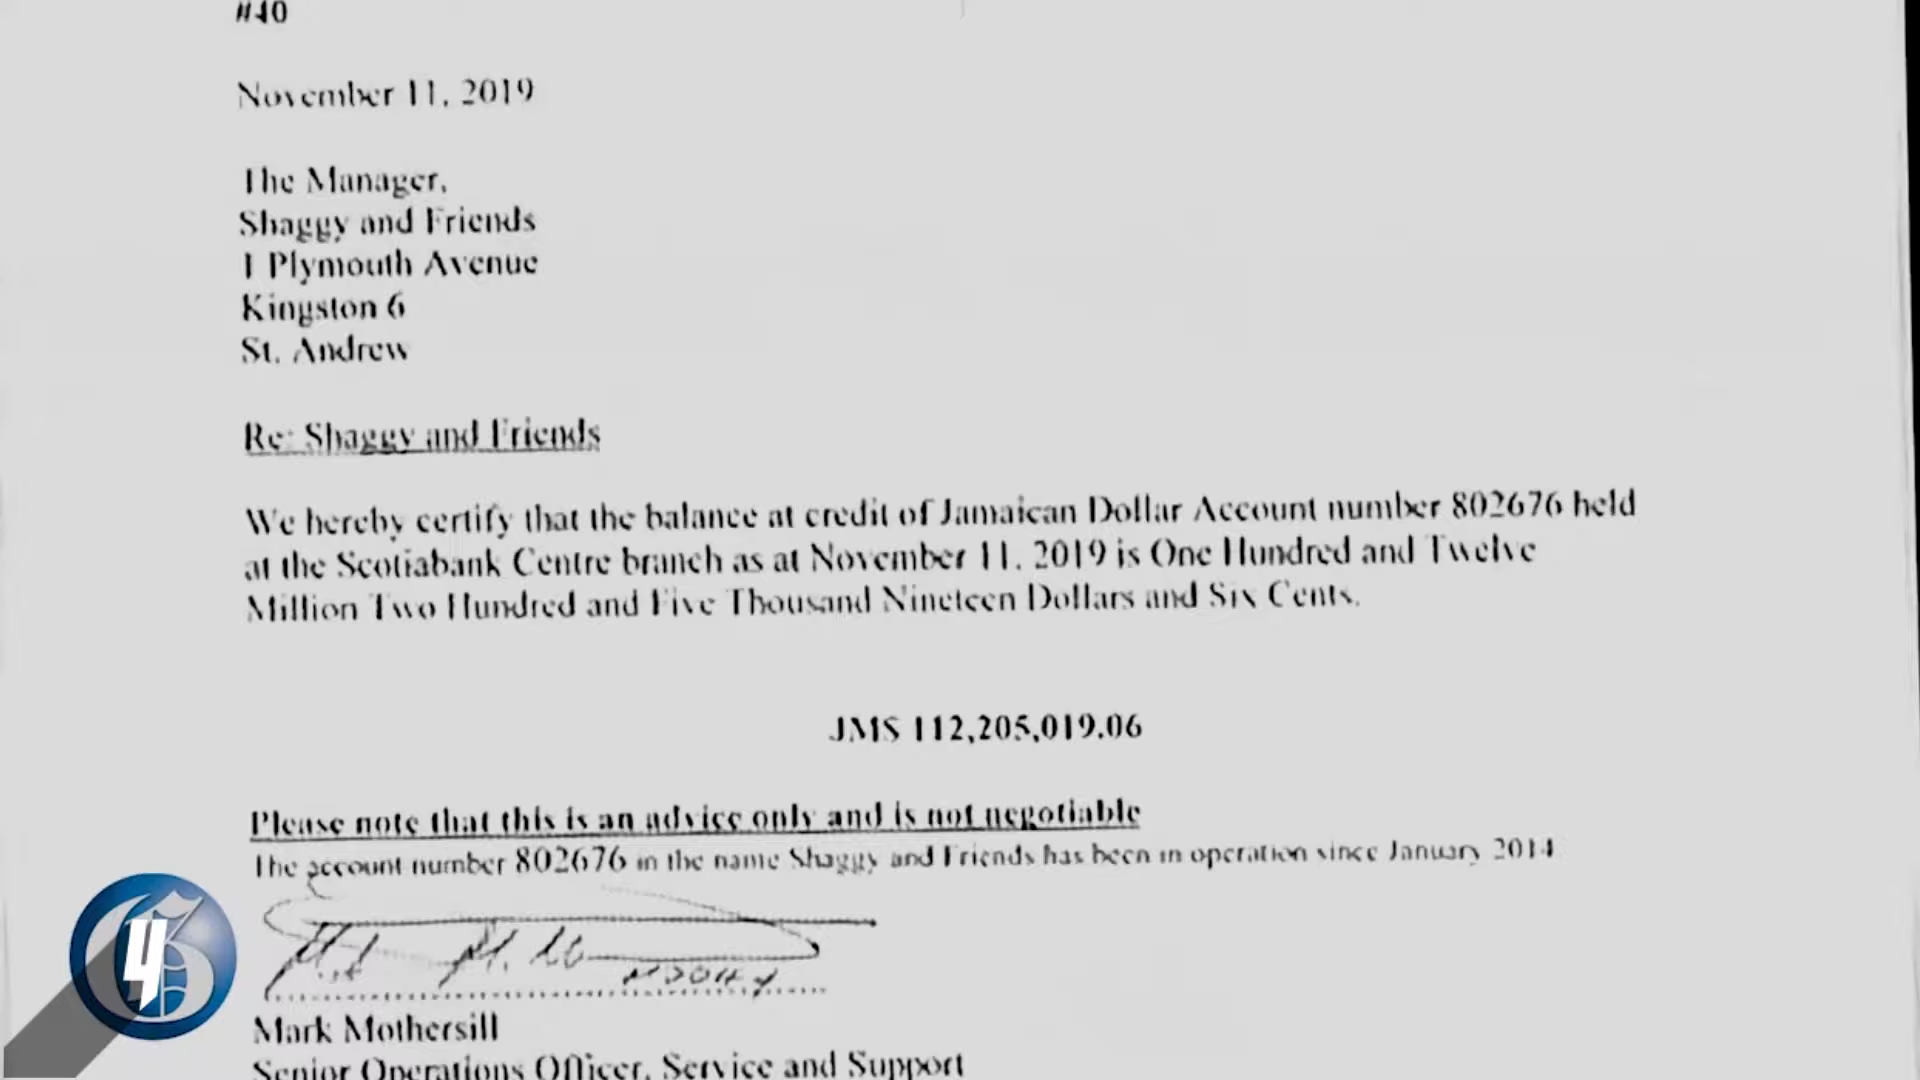 #40
November 11, 2019
The Manager,
Shaggy and Friends
1 Plymouth Avenue
Kingston 6
St. Andrew
Re: Shaggy and Friends
We hereby certify that the balance at credit of Jamaican Dollar Account number 802676 held
at the Scotiabank Centre branch as at November 11, 2019 is One Hundred and Twelve
Million Two Hundred and Five Thousand Nineteen Dollars and Six Cents.
JM$ 112,205,019.06
Please note that this is an advice only and is not negotiable
The account number 802676 in the name Shaggy and Friends has been in operation since January 2014
G4
Mark Mothersill
Senior Operations Officer, Service and Support